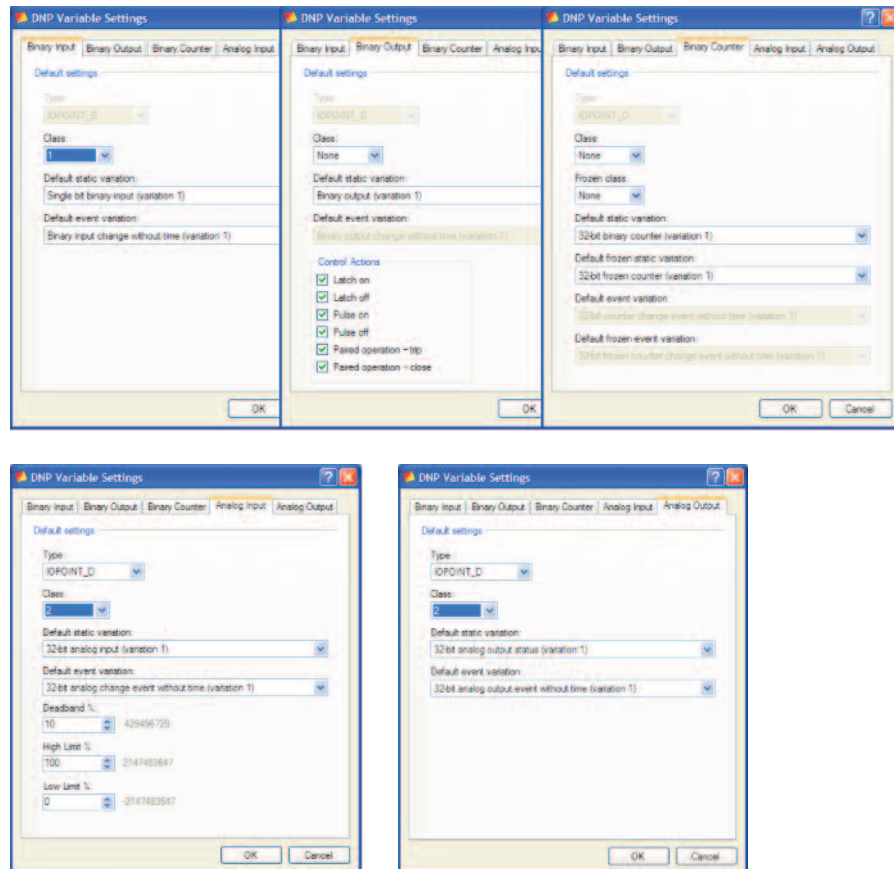 DNP Variable Settings
Binary Input Binary Output Binary Counter Analog Input
Default settings
Type:
IOPOINT_B
Class:
1
Default static variation:
Single bit binary input (variation 1)
Default event variation:
Binary input change without time (variation 1)
OK
DNP Variable Settings
Binary Input Binary Output Binary Counter Analog Inpu
Default settings
Type:
IOPOINT_B
Class:
None
Default static variation:
Binary output (variation 1)
Default event variation:
Binary output change without time (variation 1)
Control Actions
Latch on
Latch off
Pulse on
Pulse off
Paired operation - trip
Paired operation - close
OK
DNP Variable Settings
Binary Input Binary Output Binary Counter Analog Input Analog Output
Default settings
Type:
IOPOINT_D
Class:
None
Frozen class:
None
Default static variation:
32-bit binary counter (variation 1)
Default frozen static variation:
32-bit frozen counter (variation 1)
Default event variation:
32-bit counter change event without time (variation 1)
Default frozen event variation:
32-bit frozen counter change event without time (variation 1)
OK Cancel
DNP Variable Settings
Binary Input Binary Output Binary Counter Analog Input Analog Output
Default settings
Type:
IOPOINT_D
Class:
2
Default static variation:
32-bit analog input (variation 1)
Default event variation:
32-bit analog change event without time (variation 1)
Deadband %:
10 429496729
High Limit %:
100 2147483647
Low Limit %:
0 -2147483647
OK Cancel
DNP Variable Settings
Binary Input Binary Output Binary Counter Analog Input Analog Output
Default settings
Type:
IOPOINT_D
Class:
2
Default static variation:
32-bit analog output status (variation 1)
Default event variation:
32-bit analog output event without time (variation 1)
OK Cancel